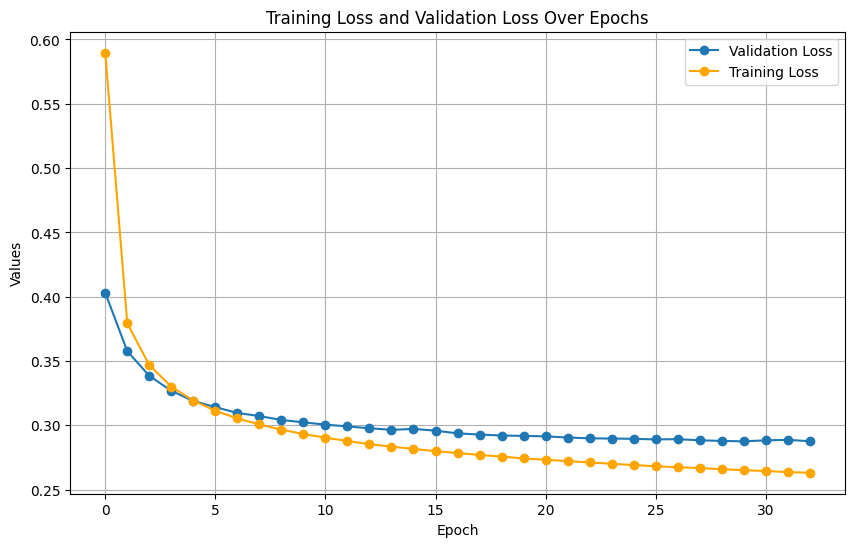 Training Loss and Validation Loss Over Epochs
Validation Loss
Training Loss
Values
0.60
0.55
0.50
0.45
0.40
0.35
0.30
0.25
0 5 10 15 20 25 30
Epoch